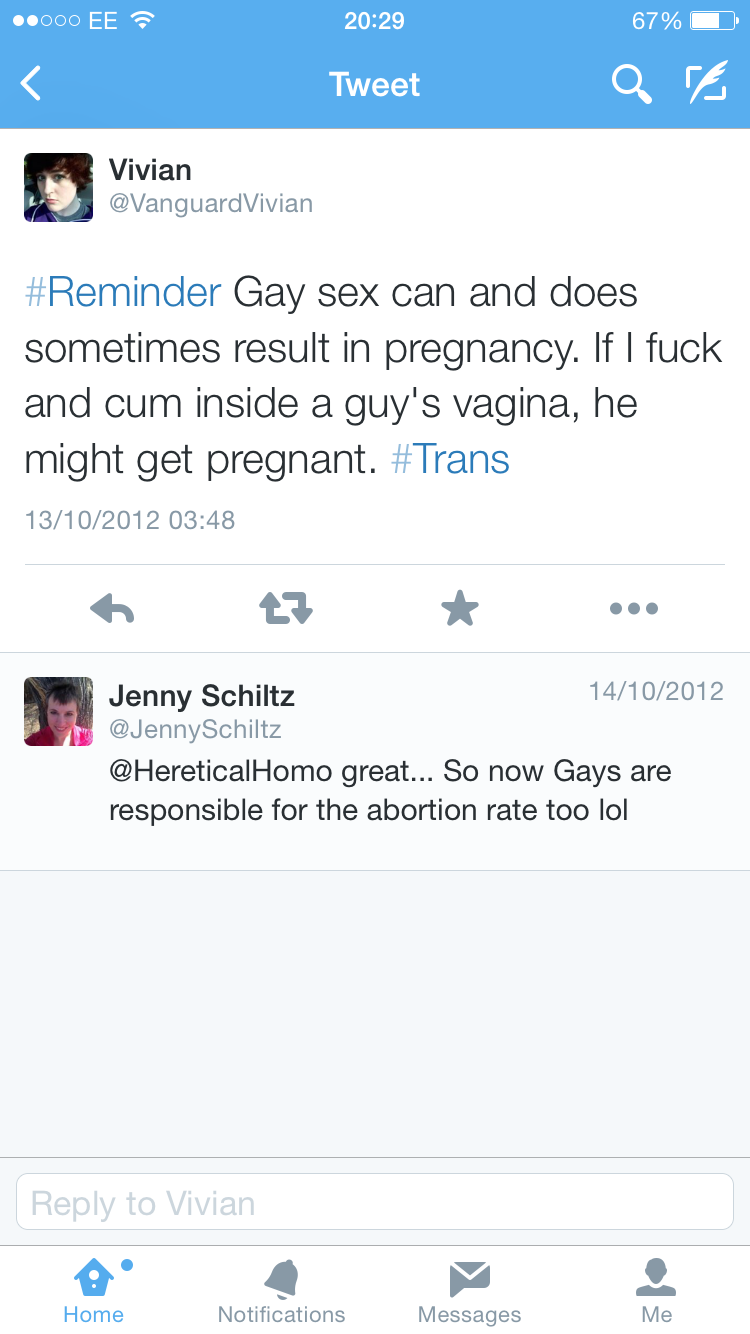 EE 20:29 67%
Tweet
Vivian
@VanguardVivian
#Reminder Gay sex can and does
sometimes result in pregnancy. If I fuck
and cum inside a guy's vagina, he
might get pregnant. #Trans
13/10/2012 03:48
Jenny Schiltz 14/10/2012
@JennySchiltz
@HereticalHomo great... So now Gays are
responsible for the abortion rate too lol
Reply to Vivian
Home Notifications Messages Me